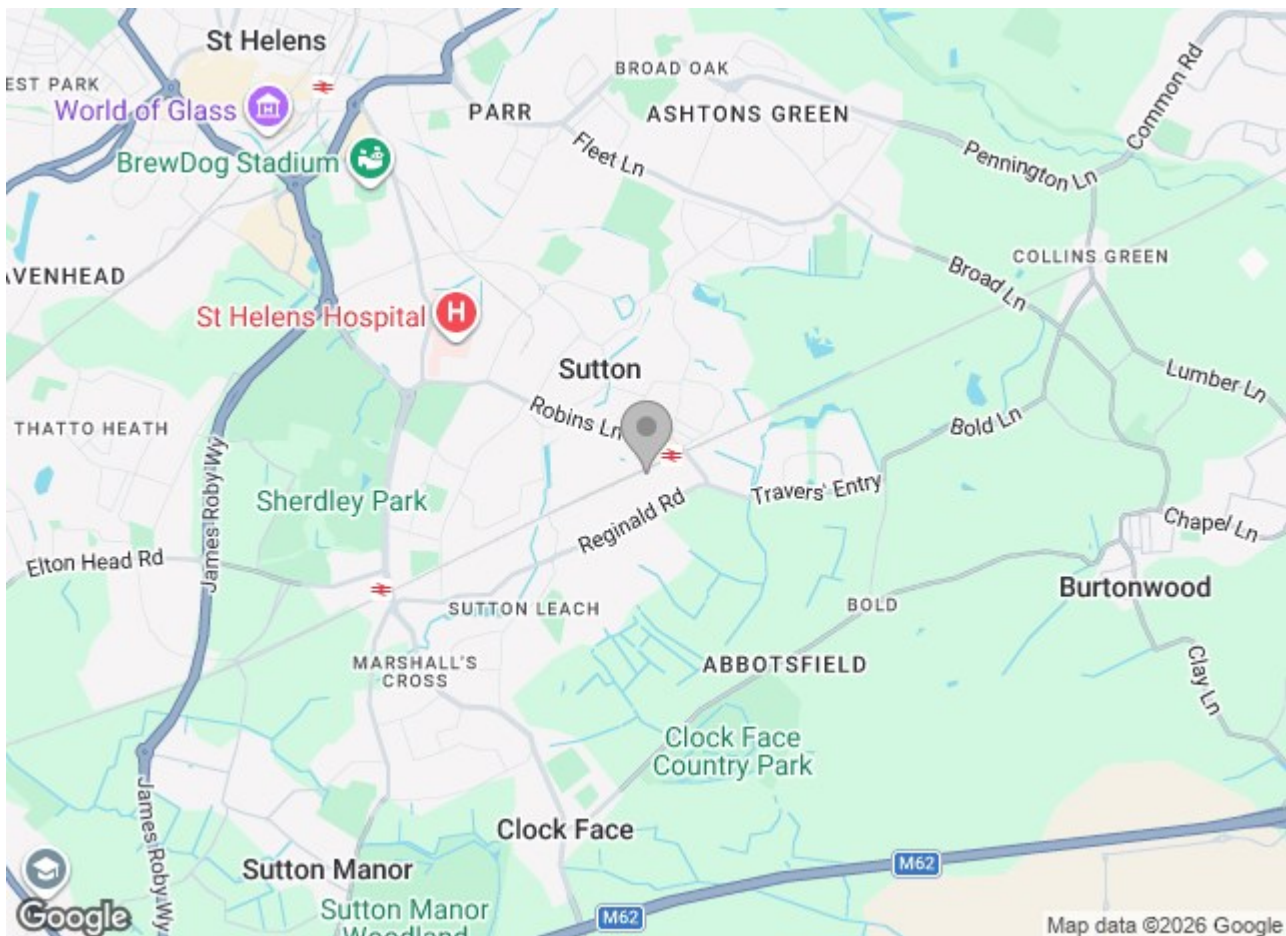 St Helens
BROAD OAK
EST PARK
World of Glass
PARR
ASHTONS GREEN
Common Rd
BrewDog Stadium
Fleet Ln
Pennington Ln
AVENHEAD
COLLINS GREEN
Broad Ln
St Helens Hospital
H
Sutton
Lumber Ln
THATTO HEATH
Robins Ln
Bold Ln
James Roby Wy
Sherdley Park
Travers' Entry
Reginald Rd
Chapel Ln
Elton Head Rd
Burtonwood
SUTTON LEACH
BOLD
MARSHALL'S
CROSS
ABBOTSFIELD
Clay Ln
Clock Face
Country Park
James Roby Wy
Clock Face
M62
Sutton Manor
Sutton Manor
Woodland
M62
Google
Map data ©2026 Google